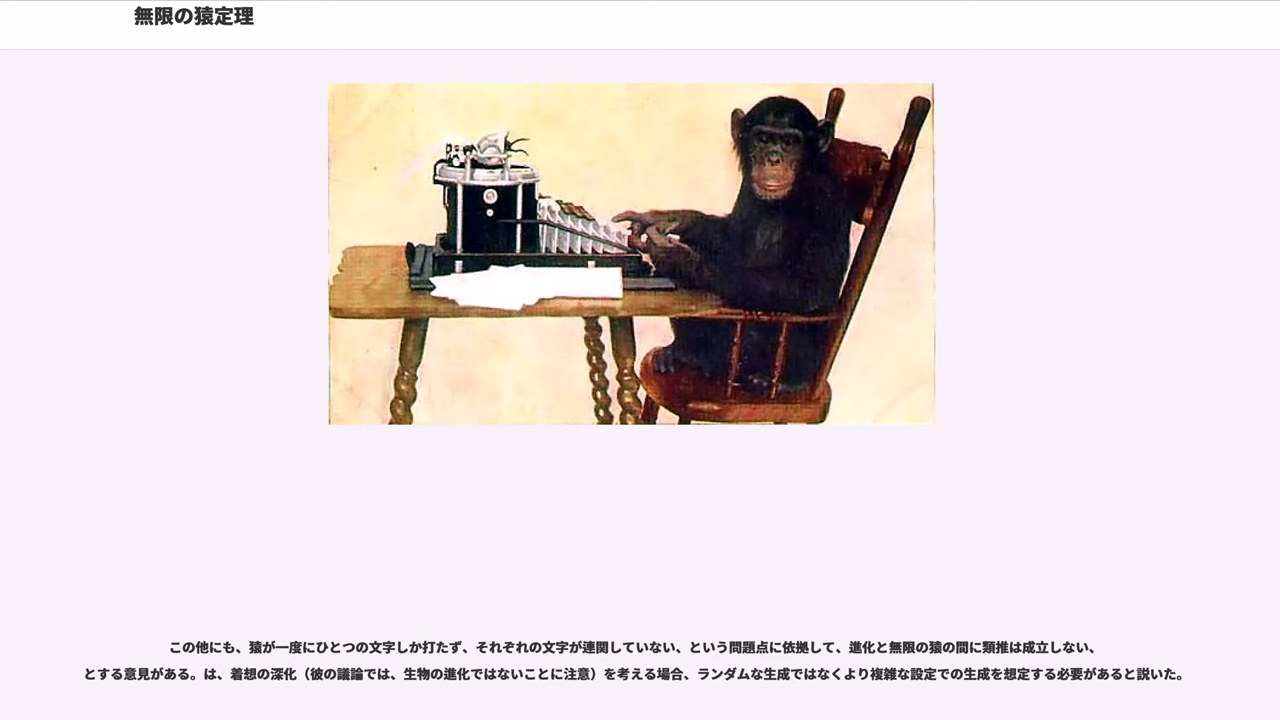 無限の猿定理
この他にも、猿が一度にひとつの文字しか打たず、それぞれの文字が連関していない、という問題点に依拠して、進化と無限の猿の間に類推は成立しない、
とする意見がある。は、着想の深化（彼の議論では、生物の進化ではないことに注意）を考える場合、ランダムな生成ではなくより複雑な設定での生成を想定する必要があると説いた。